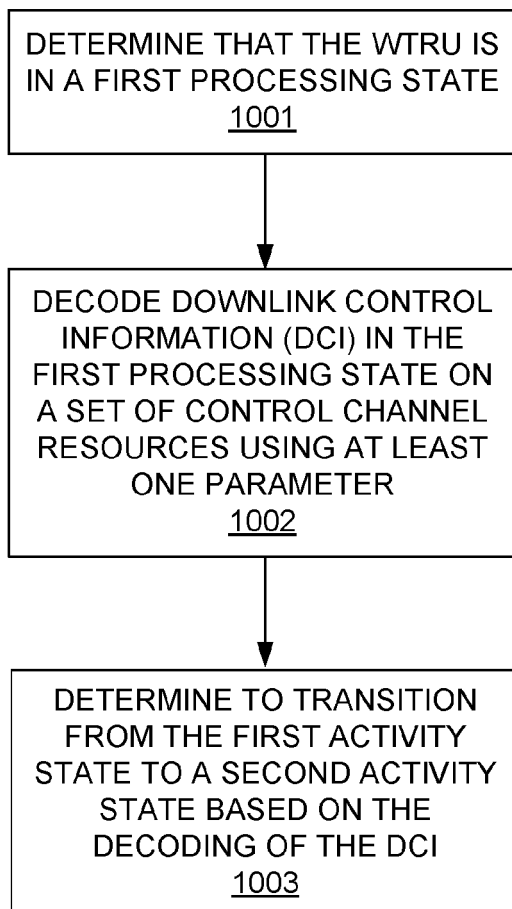 DETERMINE THAT THE WTRU IS
IN A FIRST PROCESSING STATE
1001
DECODE DOWNLINK CONTROL
INFORMATION (DCI) IN THE
FIRST PROCESSING STATE ON
A SET OF CONTROL CHANNEL
RESOURCES USING AT LEAST
ONE PARAMETER
1002
DETERMINE TO TRANSITION
FROM THE FIRST ACTIVITY
STATE TO A SECOND ACTIVITY
STATE BASED ON THE
DECODING OF THE DCI
1003